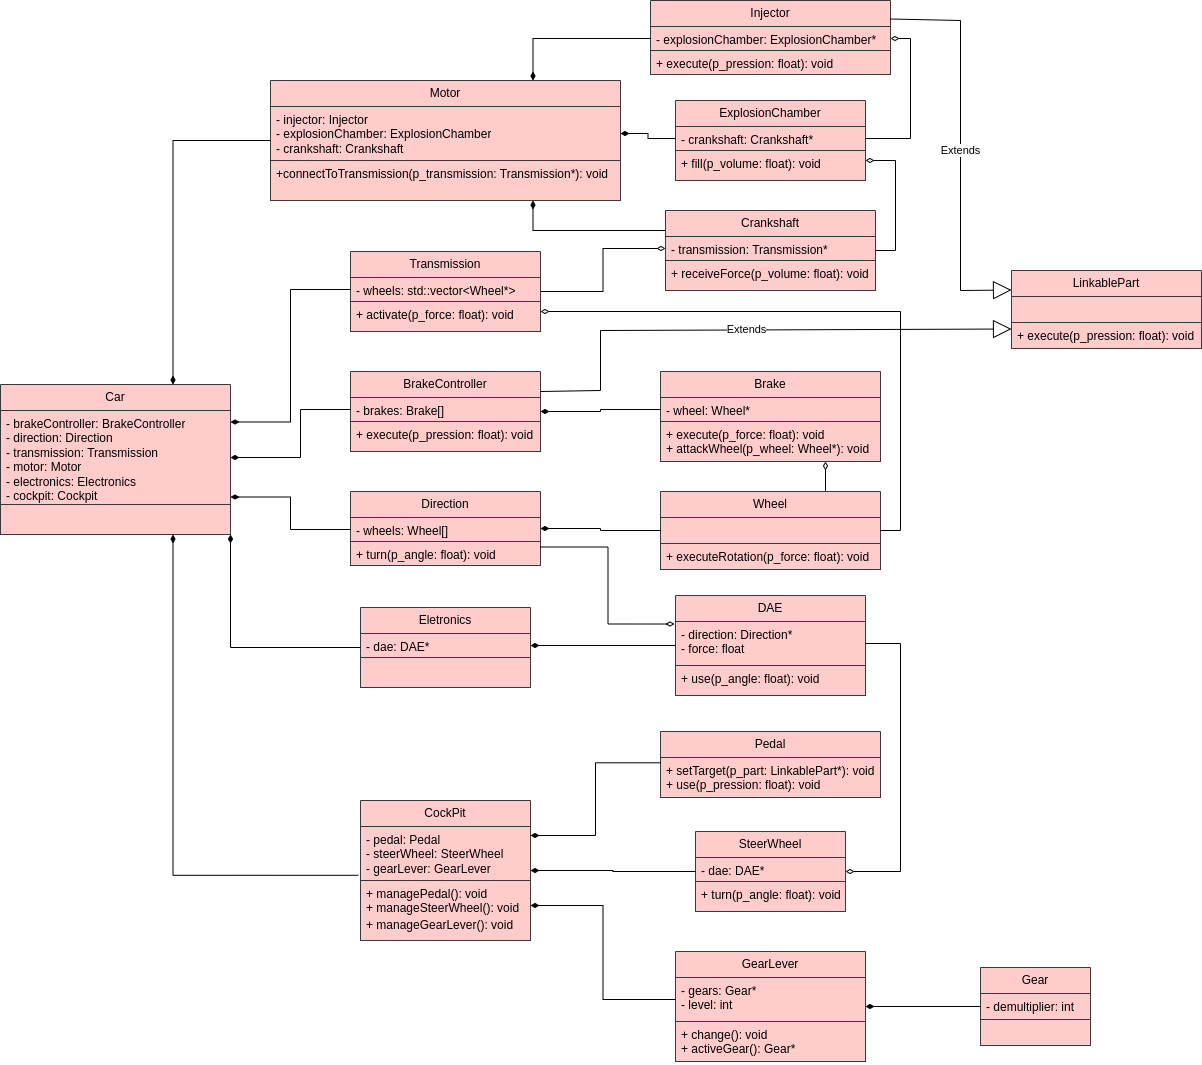 Injector
- explosionChamber: ExplosionChamber*
+ execute(p_pression: float): void
Motor
- injector: Injector
- explosionChamber: ExplosionChamber
- crankshaft: Crankshaft
+connectToTransmission(p_transmission: Transmission*): void
ExplosionChamber
- crankshaft: Crankshaft*
+ fill(p_volume: float): void
Extends
Crankshaft
- transmission: Transmission*
+ receiveForce(p_volume: float): void
Transmission
- wheels: std::vector<Wheel*>
+ activate(p_force: float): void
LinkablePart
+ execute(p_pression: float): void
Extends
BrakeController
- brakes: Brake[]
+ execute(p_pression: float): void
Brake
- wheel: Wheel*
+ execute(p_force: float): void
+ attackWheel(p_wheel: Wheel*): void
Car
- brakeController: BrakeController
- direction: Direction
- transmission: Transmission
- motor: Motor
- electronics: Electronics
- cockpit: Cockpit
Direction
- wheels: Wheel[]
+ turn(p_angle: float): void
Wheel
+ executeRotation(p_force: float): void
Eletronics
- dae: DAE*
DAE
- direction: Direction*
- force: float
+ use(p_angle: float): void
Pedal
+ setTarget(p_part: LinkablePart*): void
+ use(p_pression: float): void
CockPit
- pedal: Pedal
- steerWheel: SteerWheel
- gearLever: GearLever
+ managePedal(): void
+ manageSteerWheel(): void
+ manageGearLever(): void
SteerWheel
- dae: DAE*
+ turn(p_angle: float): void
GearLever
- gears: Gear*
- level: int
+ change(): void
+ activeGear(): Gear*
Gear
- demultiplier: int